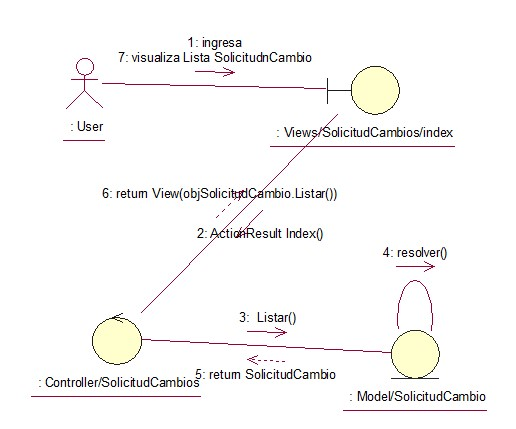 1: ingresa
7: visualiza Lista SolicitudnCambio
: User
: Views/SolicitudCambios/index
6: return View(objSolicitudCambio.Listar())
2: ActionResult Index()
4: resolver()
3: Listar()
5: return SolicitudCambio
: Controller/SolicitudCambios
: Model/SolicitudCambio